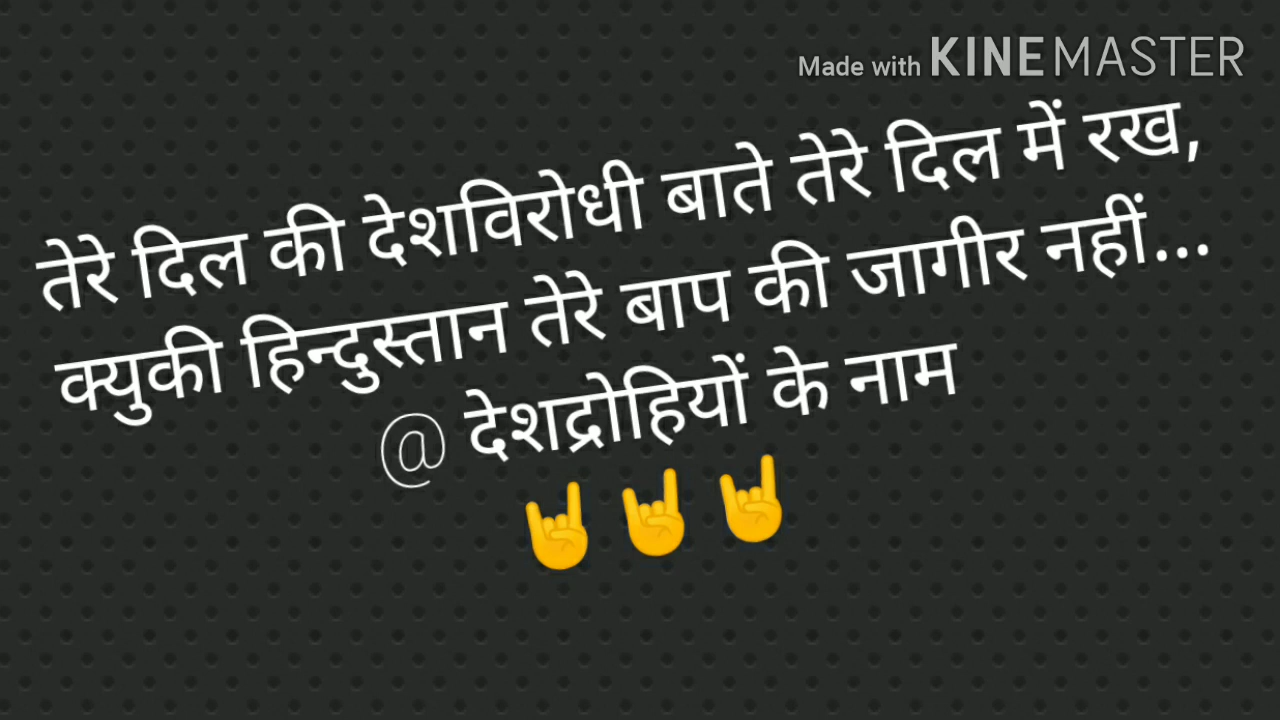 Made with KINEMASTER
तेरे दिल की देशविरोधी बाते तेरे दिल में रख,
क्युकी हिन्दुस्तान तेरे बाप की जागीर नहीं...
@ देशद्रोहियों के नाम
🤘🤘🤘